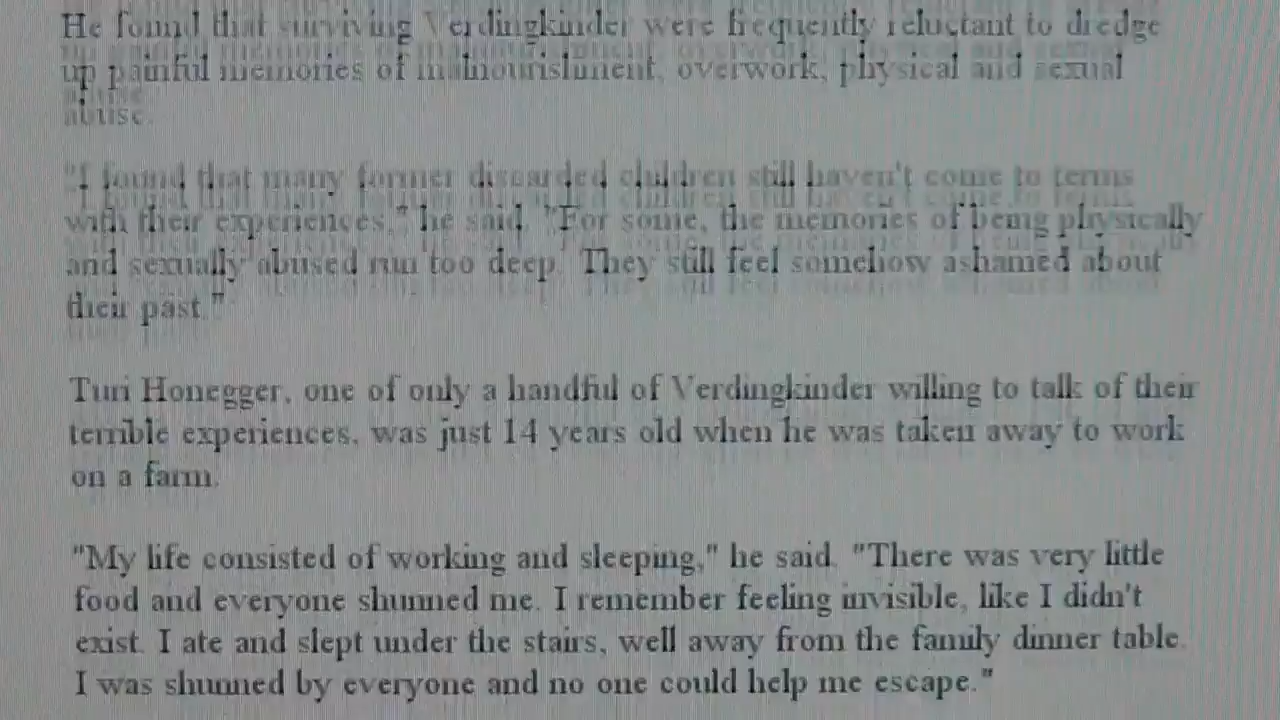 He found that surviving Verdingkinder were frequently reluctant to dredge
up painful memories of malnourishment, overwork, physical and sexual
abuse.
"I found that many former discarded children still haven't come to terms
with their experiences," he said. "For some, the memories of being physically
and sexually abused run too deep. They still feel somehow ashamed about
their past."
Turi Honegger, one of only a handful of Verdingkinder willing to talk of their
terrible experiences, was just 14 years old when he was taken away to work
on a farm.
"My life consisted of working and sleeping," he said. "There was very little
food and everyone shunned me. I remember feeling invisible, like I didn't
exist. I ate and slept under the stairs, well away from the family dinner table.
I was shunned by everyone and no one could help me escape."